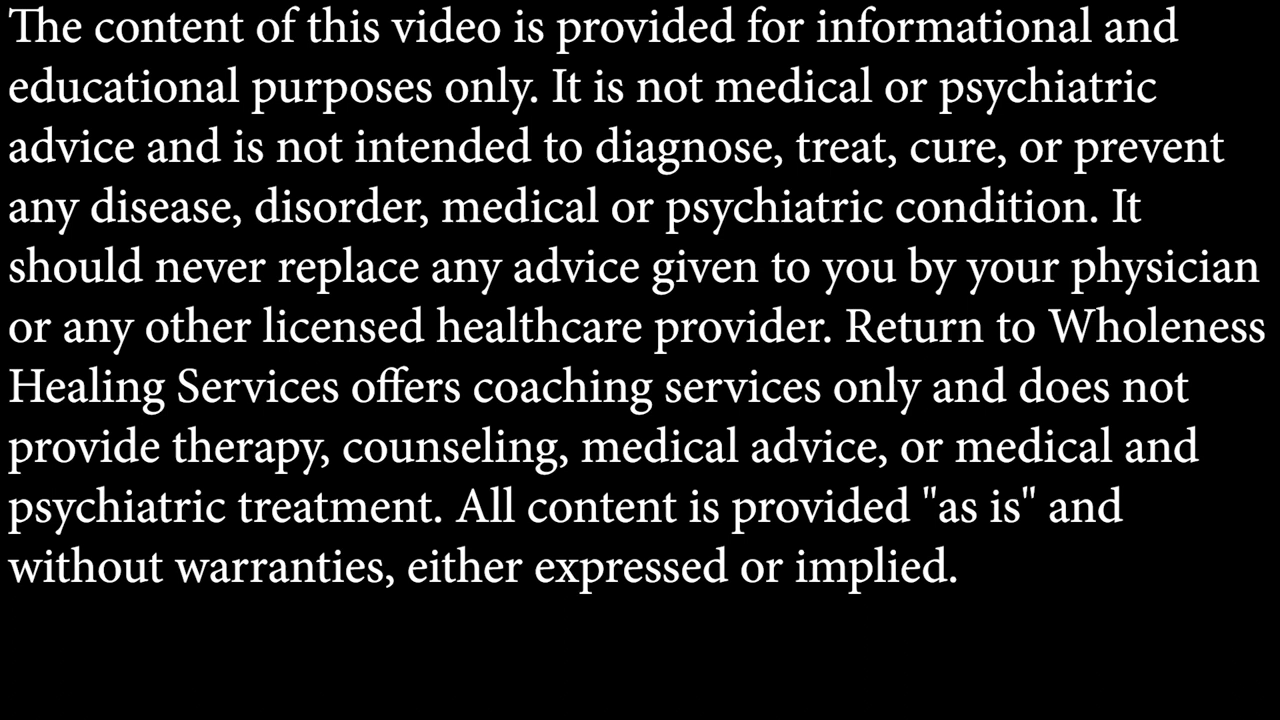 The content of this video is provided for informational and
educational purposes only. It is not medical or psychiatric
advice and is not intended to diagnose, treat, cure, or prevent
any disease, disorder, medical or psychiatric condition. It
should never replace any advice given to you by your physician
or any other licensed healthcare provider. Return to Wholeness
Healing Services offers coaching services only and does not
provide therapy, counseling, medical advice, or medical and
psychiatric treatment. All content is provided "as is" and
without warranties, either expressed or implied.